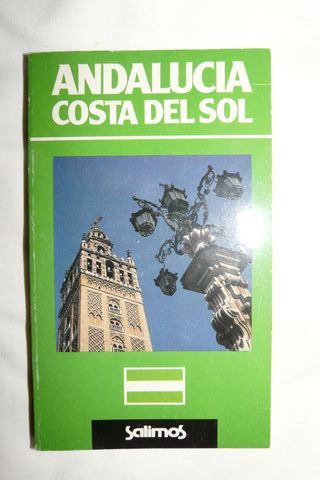 ANDALUCIA
COSTA DEL SOL
Salimos